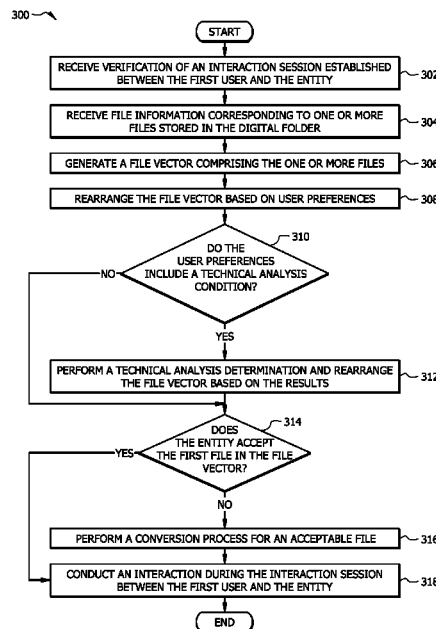 300
START
RECEIVE VERIFICATION OF AN INTERACTION SESSION ESTABLISHED
BETWEEN THE FIRST USER AND THE ENTITY
302
RECEIVE FILE INFORMATION CORRESPONDING TO ONE OR MORE
FILES STORED IN THE DIGITAL FOLDER
304
GENERATE A FILE VECTOR COMPRISING THE ONE OR MORE FILES
306
REARRANGE THE FILE VECTOR BASED ON USER PREFERENCES
308
310
DO THE
USER PREFERENCES
INCLUDE A TECHNICAL ANALYSIS
CONDITION?
NO
YES
PERFORM A TECHNICAL ANALYSIS DETERMINATION AND REARRANGE
THE FILE VECTOR BASED ON THE RESULTS
312
314
DOES
THE ENTITY ACCEPT
THE FIRST FILE IN THE FILE
VECTOR?
YES
NO
PERFORM A CONVERSION PROCESS FOR AN ACCEPTABLE FILE
316
CONDUCT AN INTERACTION DURING THE INTERACTION SESSION
BETWEEN THE FIRST USER AND THE ENTITY
318
END